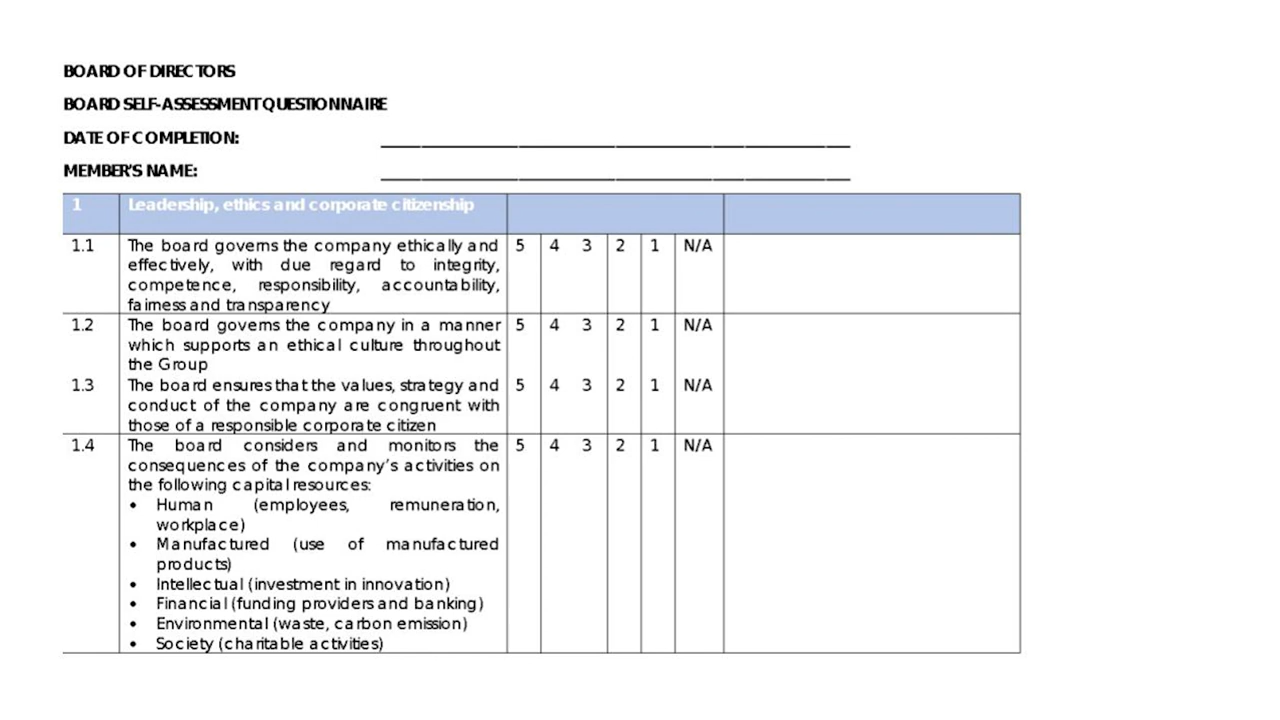 BOARD OF DIRECTORS
BOARD SELF-ASSESSMENT QUESTIONNAIRE
DATE OF COMPLETION:
MEMBER'S NAME:
1 Leadership, ethics and corporate citizenship
1.1 The board governs the company ethically and 5 4 3 2 1 N/A
effectively, with due regard to integrity,
competence, responsibility, accountability,
fairness and transparency
1.2 The board governs the company in a manner 5 4 3 2 1 N/A
which supports an ethical culture throughout
the Group
1.3 The board ensures that the values, strategy and 5 4 3 2 1 N/A
conduct of the company are congruent with
those of a responsible corporate citizen
1.4 The board considers and monitors the 5 4 3 2 1 N/A
consequences of the company's activities on
the following capital resources:
• Human (employees, remuneration,
workplace)
• Manufactured (use of manufactured
products)
• Intellectual (investment in innovation)
• Financial (funding providers and banking)
• Environmental (waste, carbon emission)
• Society (charitable activities)